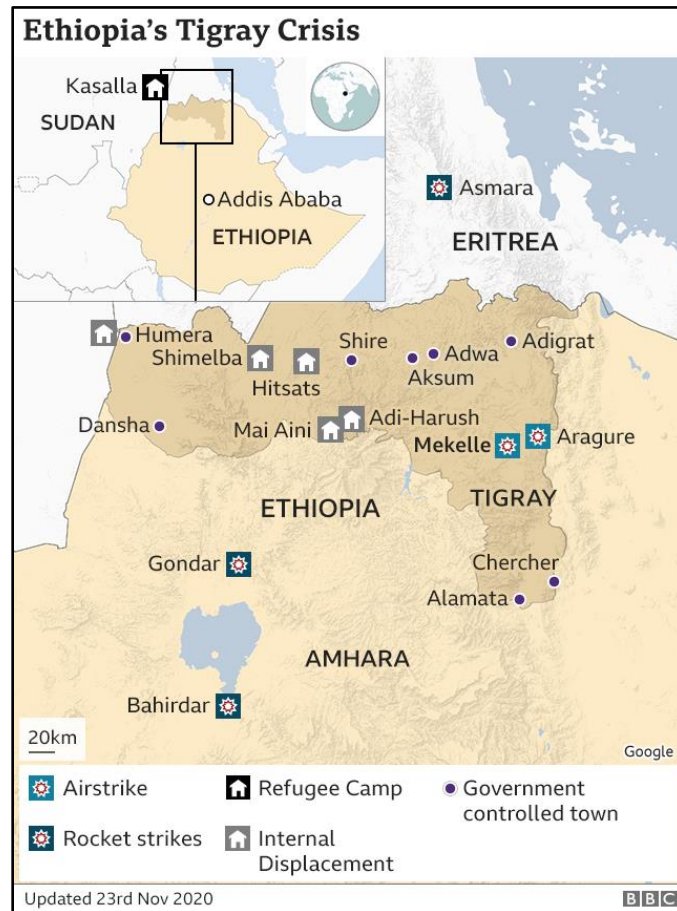 Ethiopia's Tigray Crisis
Kasalla
SUDAN
Addis Ababa
ETHIOPIA
Asmara
ERITREA
Humera
Shimelba
Hitsats
Shire
Aksum
Adwa
Adigrat
Dansha
Mai Aini
Adi-Harush
Mekelle
Aragure
ETHIOPIA
TIGRAY
Gondar
Chercher
Alamata
AMHARA
Bahirdar
20km
Google
Airstrike
Refugee Camp
Government
controlled town
Rocket strikes
Internal
Displacement
Updated 23rd Nov 2020
BBC